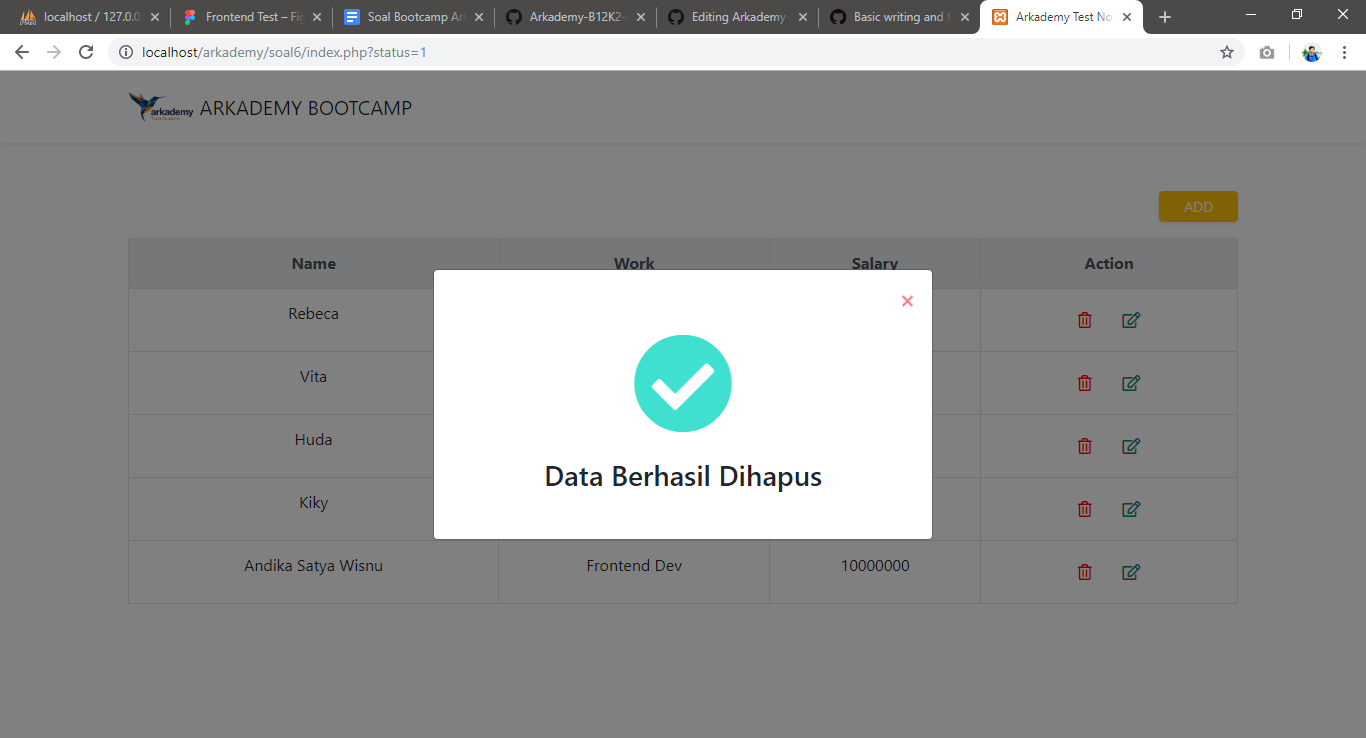 localhost / 127.0.0
Frontend Test – Fig
Soal Bootcamp Ar
Arkademy-B12K2-
Editing Arkademy-
Basic writing and f
Arkademy Test No
localhost/arkademy/soal6/index.php?status=1
arkademy
ARKADEMY BOOTCAMP
ADD
Name Work Salary Action
Rebeca
Vita
Huda
Kiky
Data Berhasil Dihapus
Andika Satya Wisnu Frontend Dev 10000000